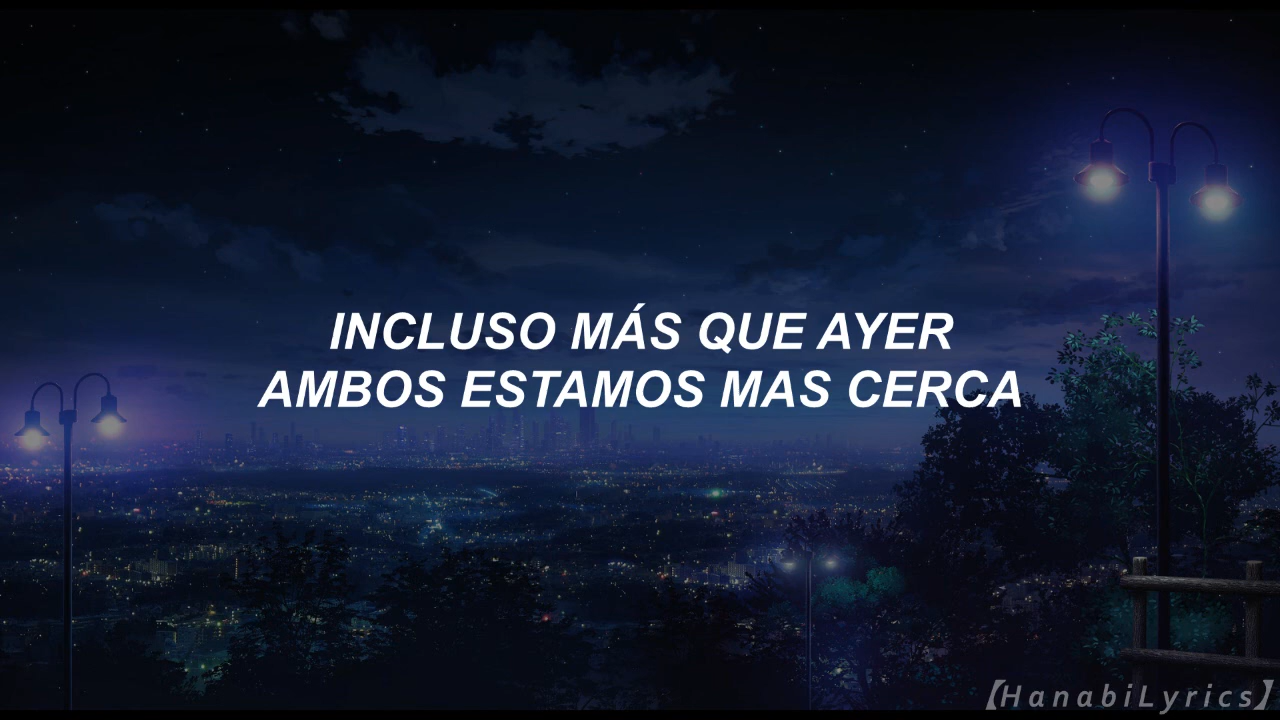 INCLUSO MÁS QUE AYER
AMBOS ESTAMOS MAS CERCA
【HanabiLyrics】